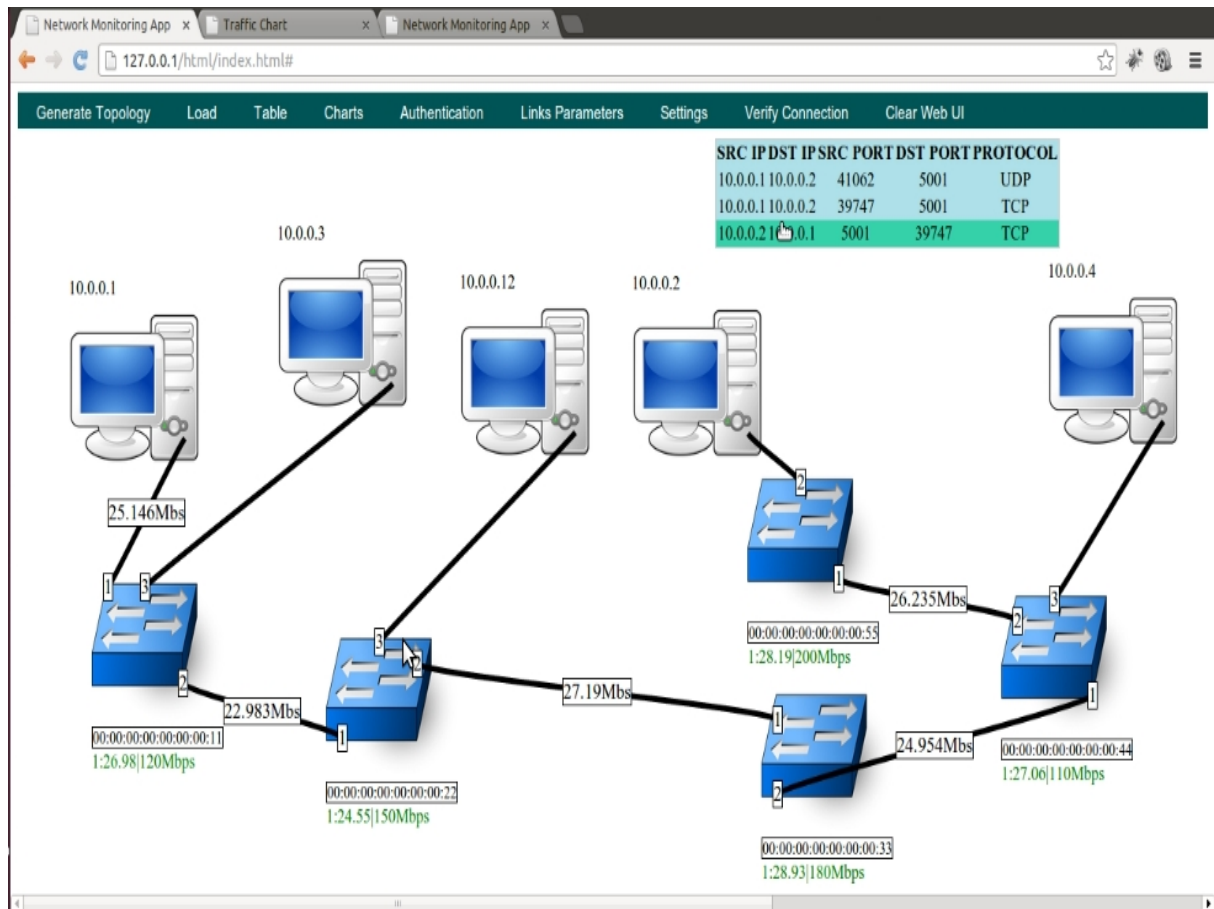 Network Monitoring App
Traffic Chart
Network Monitoring App
127.0.0.1/html/index.html#
Generate Topology Load Table Charts Authentication Links Parameters Settings Verify Connection Clear Web UI
SRC IP DST IP SRC PORT DST PORT PROTOCOL
10.0.0.1 10.0.0.2 41062 5001 UDP
10.0.0.1 10.0.0.2 39747 5001 TCP
10.0.0.2 5001 39747 TCP
10.0.0.3
10.0.0.1
10.0.0.12
10.0.0.2
10.0.0.4
25.146Mbs
1
3
2
22.983Mbs
00:00:00:00:00:00:00:11
1:26.98|120Mbps
3
2
1
00:00:00:00:00:00:00:22
1:24.55|150Mbps
27.19Mbs
2
1
26.235Mbs
00:00:00:00:00:00:00:55
1:28.19|200Mbps
3
2
1
24.954Mbs
00:00:00:00:00:00:00:44
1:27.06|110Mbps
1
2
00:00:00:00:00:00:00:33
1:28.93|180Mbps